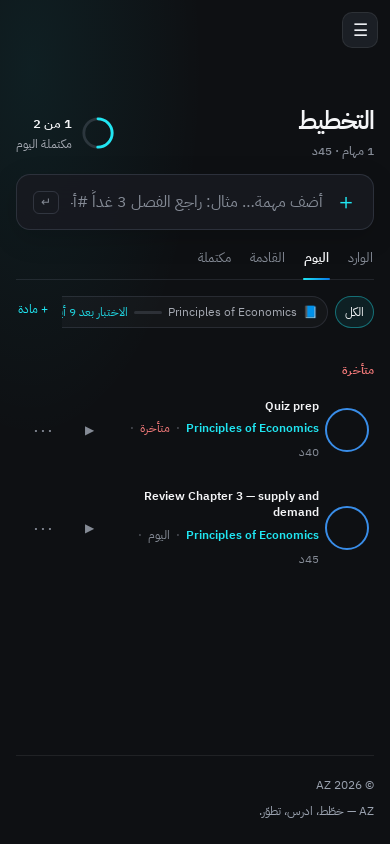 التخطيط
1 مهام · 45د
1 من 2
مكتملة اليوم
أضف مهمة... مثال: راجع الفصل 3 غداً #أ
الوارد
اليوم
القادمة
مكتملة
الكل
Principles of Economics
الاختبار بعد 9
+ مادة
متأخرة
Quiz prep
Principles of Economics · متأخرة ·
40د
Review Chapter 3 — supply and
demand
Principles of Economics · اليوم ·
45د
© 2026 AZ
AZ — خطّط، ادرس، تطوّر.